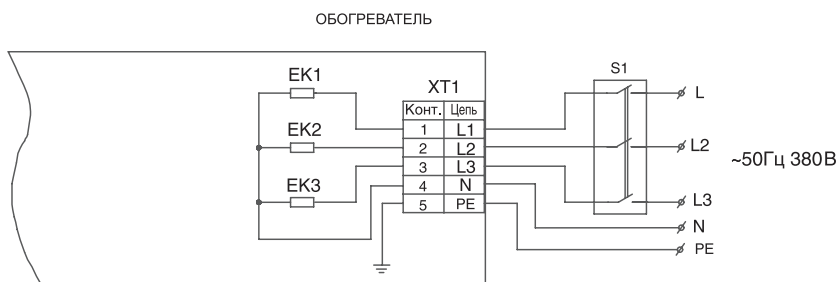 ОБОГРЕВАТЕЛЬ
EK1
EK2
EK3
XT1
Конт. Цепь
1 L1
2 L2
3 L3
4 N
5 PE
S1
L
L2
L3
N
PE
~50Гц 380В